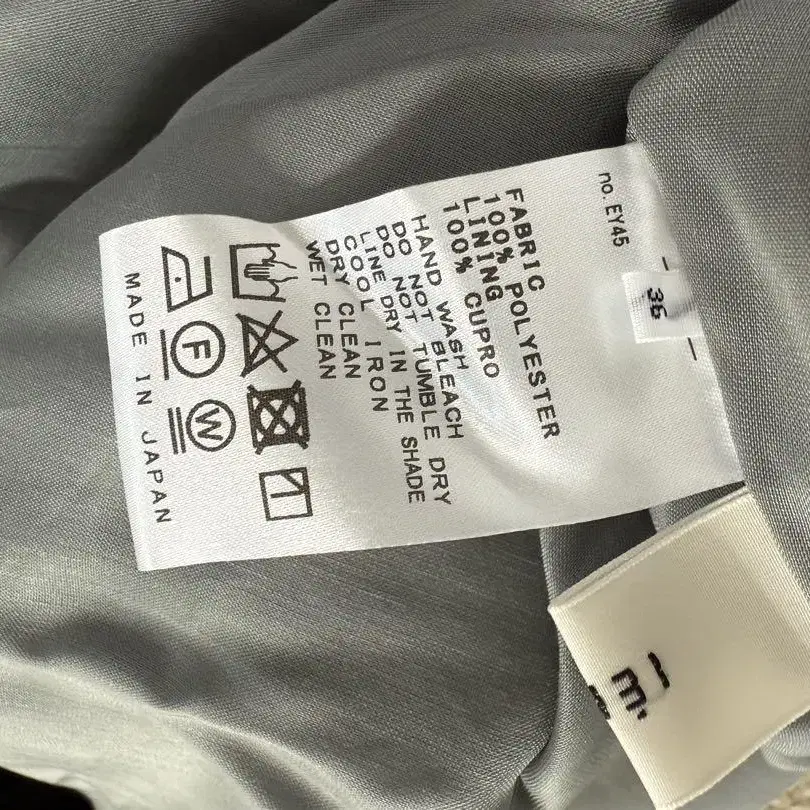 no. EY45
36
FABRIC
100% POLYESTER
LINING
100% CUPRO
HAND WASH
DO NOT BLEACH
DO NOT TUMBLE DRY
LINE DRY IN THE SHADE
COOL IRON
DRY CLEAN
WET CLEAN
F
W
MADE IN JAPAN